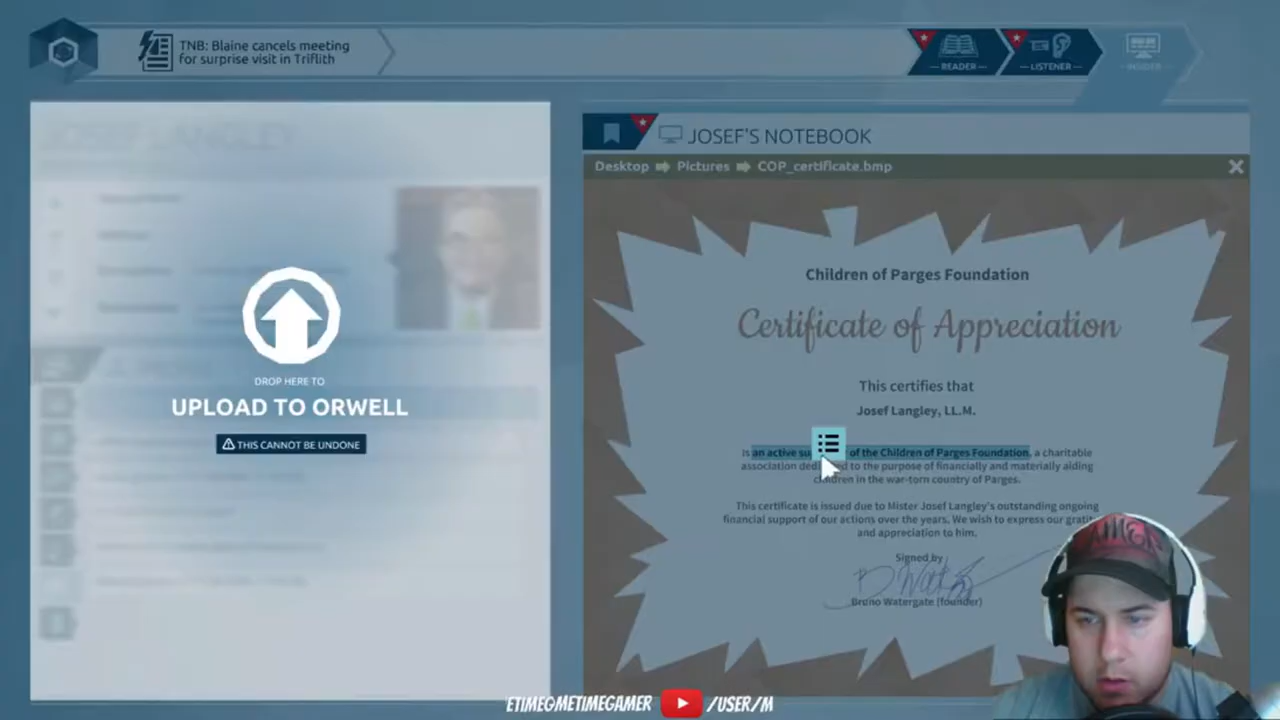 TNB: Blaine cancels meeting
for surprise visit in Triflith
READER
LISTENER
INSIDER
JOSEF'S NOTEBOOK
Desktop Pictures COP_certificate.bmp
DROP HERE TO
UPLOAD TO ORWELL
THIS CANNOT BE UNDONE
Children of Parges Foundation
Certificate of Appreciation
This certifies that
Josef Langley, LL.M.
Is an active su of the Children of Parges Foundation, a charitable
association ded d to the purpose of financially and materially aiding
children in the war-torn country of Parges.
This certificate is issued due to Mister Josef Langley's outstanding ongoing
financial support of our actions over the years. We wish to express our grati
and appreciation to him.
Signed by
Bruno Watergate (founder)
ETIMEGMETIMEGAMER /USER/M